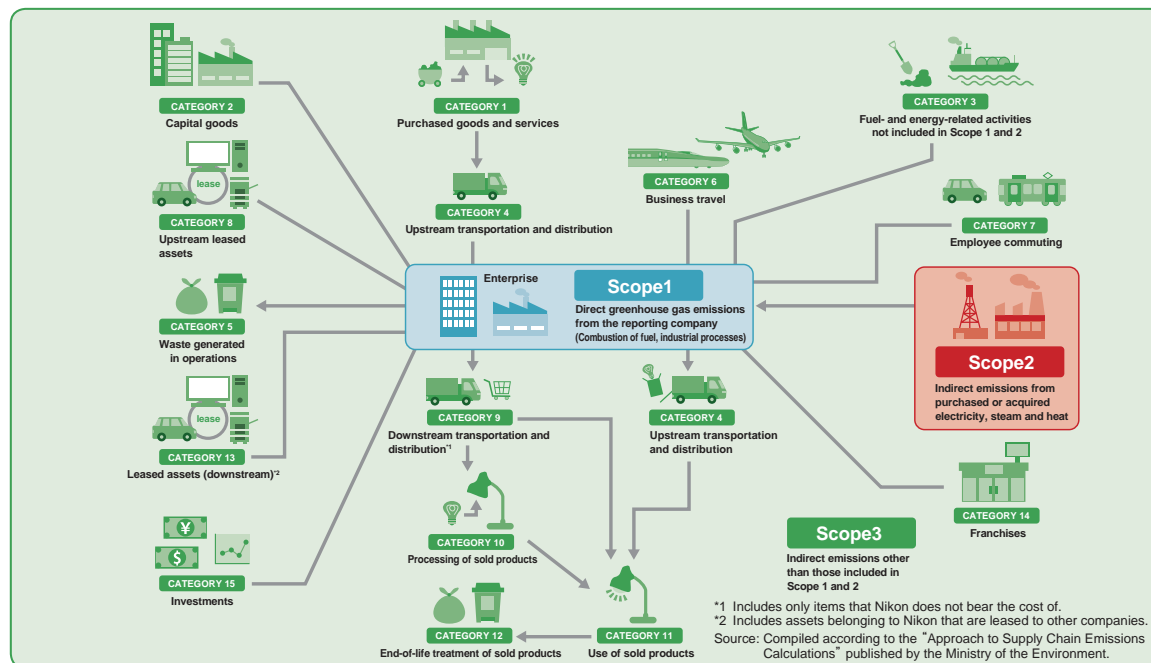 CATEGORY 2
Capital goods
CATEGORY 1
Purchased goods and services
CATEGORY 3
Fuel- and energy-related activities
not included in Scope 1 and 2
lease
CATEGORY 8
Upstream leased
assets
CATEGORY 4
Upstream transportation and distribution
CATEGORY 6
Business travel
CATEGORY 7
Employee commuting
Enterprise
Scope1
Direct greenhouse gas emissions
from the reporting company
(Combustion of fuel, industrial processes)
CATEGORY 5
Waste generated
in operations
Scope2
Indirect emissions from
purchased or acquired
electricity, steam and heat
lease
CATEGORY 13
Leased assets (downstream)*2
CATEGORY 9
Downstream transportation and
distribution*1
CATEGORY 4
Upstream transportation
and distribution
CATEGORY 10
Processing of sold products
CATEGORY 14
Franchises
¥
$
CATEGORY 15
Investments
Scope3
Indirect emissions other
than those included in
Scope 1 and 2
CATEGORY 12
End-of-life treatment of sold products
CATEGORY 11
Use of sold products
*1 Includes only items that Nikon does not bear the cost of.
*2 Includes assets belonging to Nikon that are leased to other companies.
Source: Compiled according to the “Approach to Supply Chain Emissions
Calculations” published by the Ministry of the Environment.